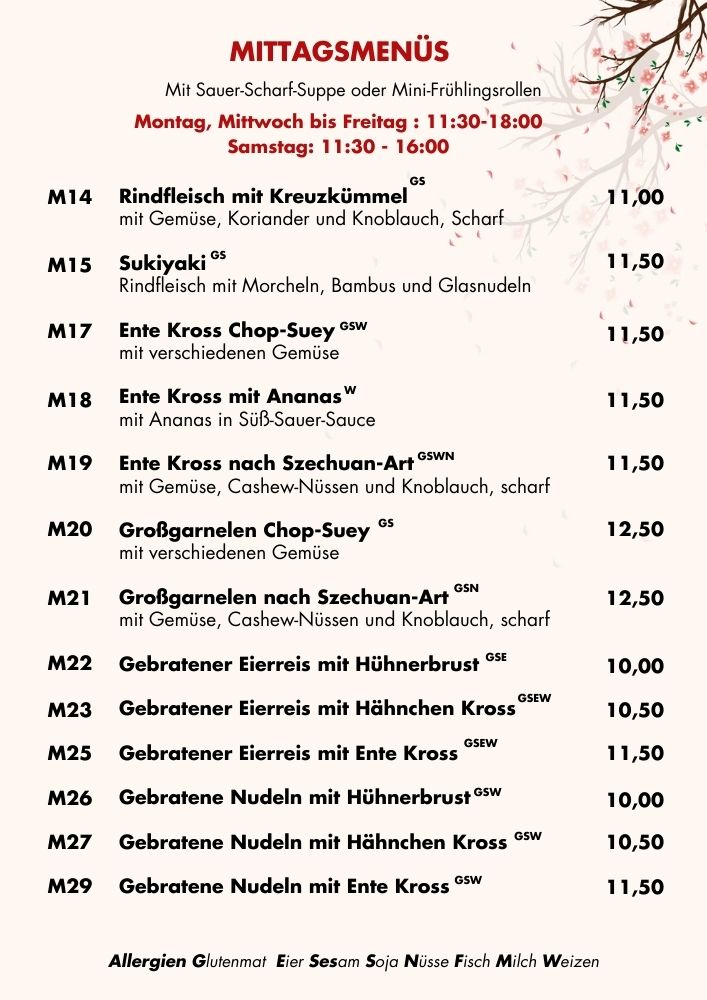 MITTAGSMENÜS
Mit Sauer-Scharf-Suppe oder Mini-Frühlingsrollen
Montag, Mittwoch bis Freitag : 11:30-18:00
Samstag: 11:30 - 16:00
M14 Rindfleisch mit Kreuzkümmel GS 11,00
mit Gemüse, Koriander und Knoblauch, Scharf
M15 Sukiyaki GS 11,50
Rindfleisch mit Morcheln, Bambus und Glasnudeln
M17 Ente Kross Chop-Suey GSW 11,50
mit verschiedenen Gemüse
M18 Ente Kross mit Ananas W 11,50
mit Ananas in Süß-Sauer-Sauce
M19 Ente Kross nach Szechuan-Art GSWN 11,50
mit Gemüse, Cashew-Nüssen und Knoblauch, scharf
M20 Großgarnelen Chop-Suey GS 12,50
mit verschiedenen Gemüse
M21 Großgarnelen nach Szechuan-Art GSN 12,50
mit Gemüse, Cashew-Nüssen und Knoblauch, scharf
M22 Gebratener Eierreis mit Hühnerbrust GSE 10,00
M23 Gebratener Eierreis mit Hähnchen Kross GSEW 10,50
M25 Gebratener Eierreis mit Ente Kross GSEW 11,50
M26 Gebratene Nudeln mit Hühnerbrust GSW 10,00
M27 Gebratene Nudeln mit Hähnchen Kross GSW 10,50
M29 Gebratene Nudeln mit Ente Kross GSW 11,50
Allergien Glutenmat Eier Sesam Soja Nüsse Fisch Milch Weizen